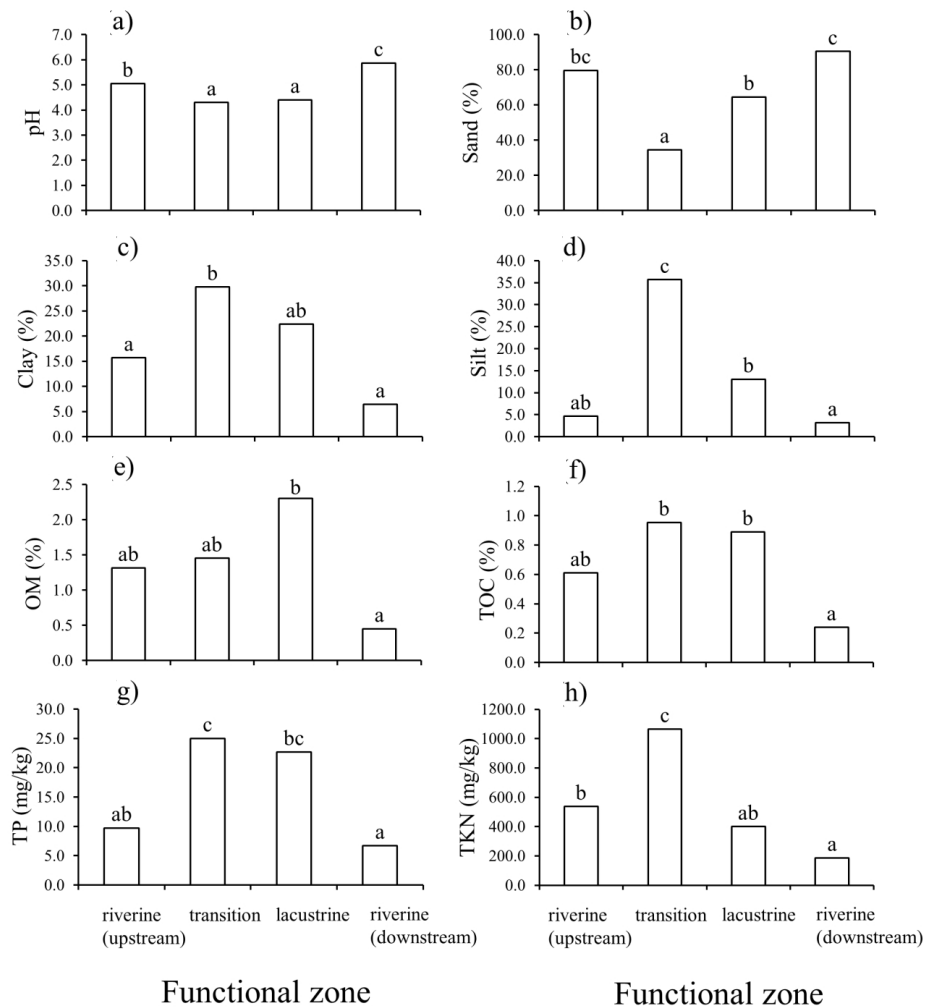 a)
pH
6.0
7.0
5.0
4.0
3.0
2.0
1.0
0.0
b
a
a
c
b)
Sand (%)
100.0
80.0
60.0
40.0
20.0
0.0
bc
a
b
c
c)
Clay (%)
35.0
30.0
25.0
20.0
15.0
10.0
5.0
0.0
a
b
ab
a
d)
Silt (%)
40.0
35.0
30.0
25.0
20.0
15.0
10.0
5.0
0.0
ab
c
b
a
e)
OM (%)
2.5
2.0
1.5
1.0
0.5
0.0
ab
ab
b
a
f)
TOC (%)
1.2
1.0
0.8
0.6
0.4
0.2
0.0
ab
b
b
a
g)
TP (mg/kg)
30.0
25.0
20.0
15.0
10.0
5.0
0.0
ab
c
bc
a
riverine
(upstream)
transition
lacustrine
riverine
(downstream)
Functional zone
h)
TKN (mg/kg)
1200.0
1000.0
800.0
600.0
400.0
200.0
0.0
b
c
ab
a
riverine
(upstream)
transition
lacustrine
riverine
(downstream)
Functional zone